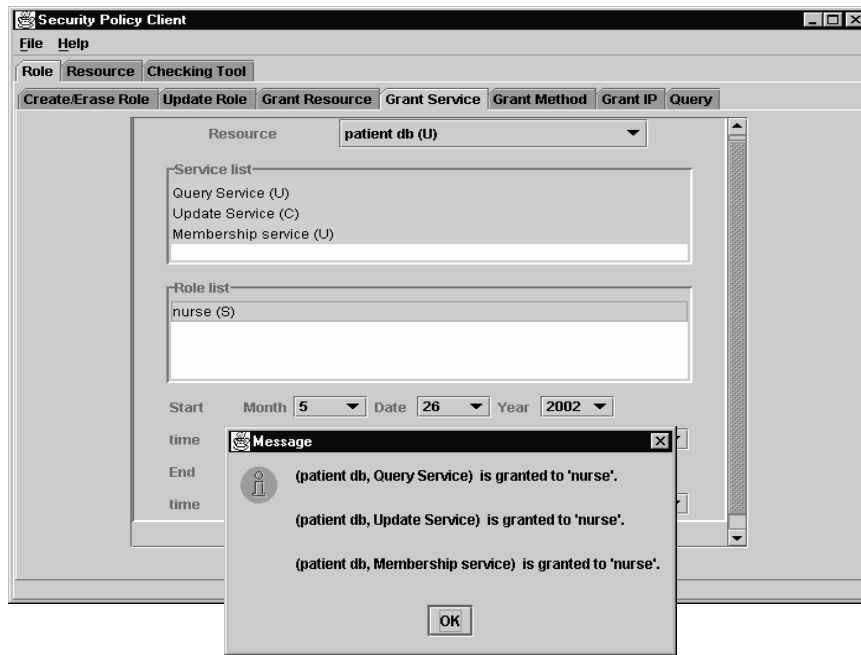 Security Policy Client
File Help
Role Resource Checking Tool
Create/Erase Role Update Role Grant Resource Grant Service Grant Method Grant IP Query
Resource patient db (U)
Service list
Query Service (U)
Update Service (C)
Membership service (U)
Role list
nurse (S)
Start Month 5 Date 26 Year 2002
time
End
time
Message
(patient db, Query Service) is granted to 'nurse'.
(patient db, Update Service) is granted to 'nurse'.
(patient db, Membership service) is granted to 'nurse'.
OK